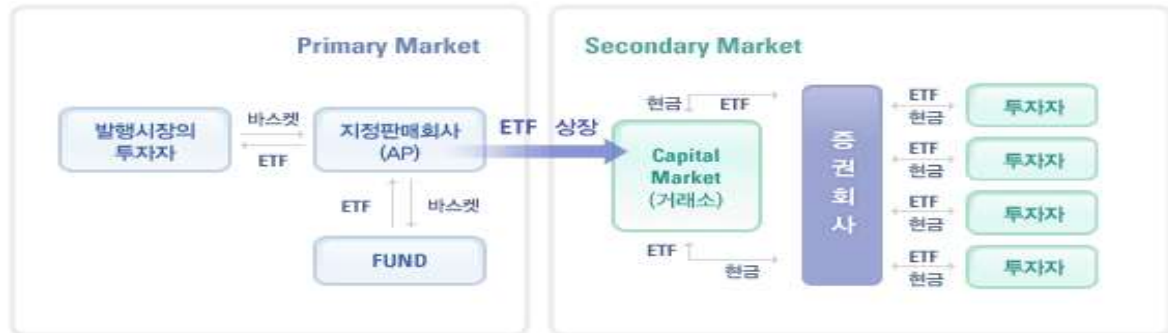 Primary Market
발행시장의
투자자
바스켓
ETF
지정판매회사
(AP)
ETF
바스켓
FUND
ETF 상장
Secondary Market
현금
ETF
Capital
Market
(거래소)
ETF
현금
증
권
회
사
ETF
현금
투자자
ETF
현금
투자자
ETF
현금
투자자
ETF
현금
투자자